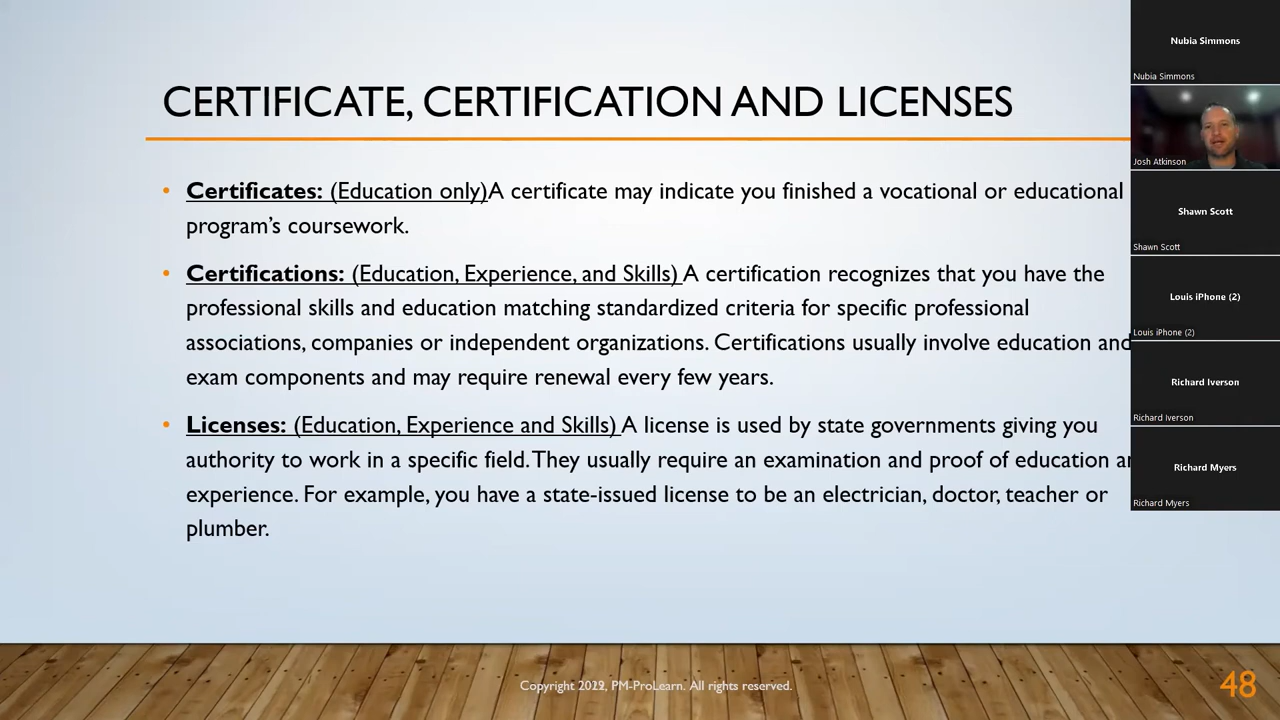 CERTIFICATE, CERTIFICATION AND LICENSES
• Certificates: (Education only)A certificate may indicate you finished a vocational or educational
program’s coursework.
• Certifications: (Education, Experience, and Skills) A certification recognizes that you have the
professional skills and education matching standardized criteria for specific professional
associations, companies or independent organizations. Certifications usually involve education and
exam components and may require renewal every few years.
• Licenses: (Education, Experience and Skills) A license is used by state governments giving you
authority to work in a specific field. They usually require an examination and proof of education
experience. For example, you have a state-issued license to be an electrician, doctor, teacher or
plumber.
Copyright PM-ProLearn. All rights reserved.
48
Nubia Simmons
Nubia Simmons
Josh Atkinson
Shawn Scott
Shawn Scott
Louis iPhone (2)
Louis iPhone (2)
Richard Iverson
Richard Iverson
Richard Myers
Richard Myers